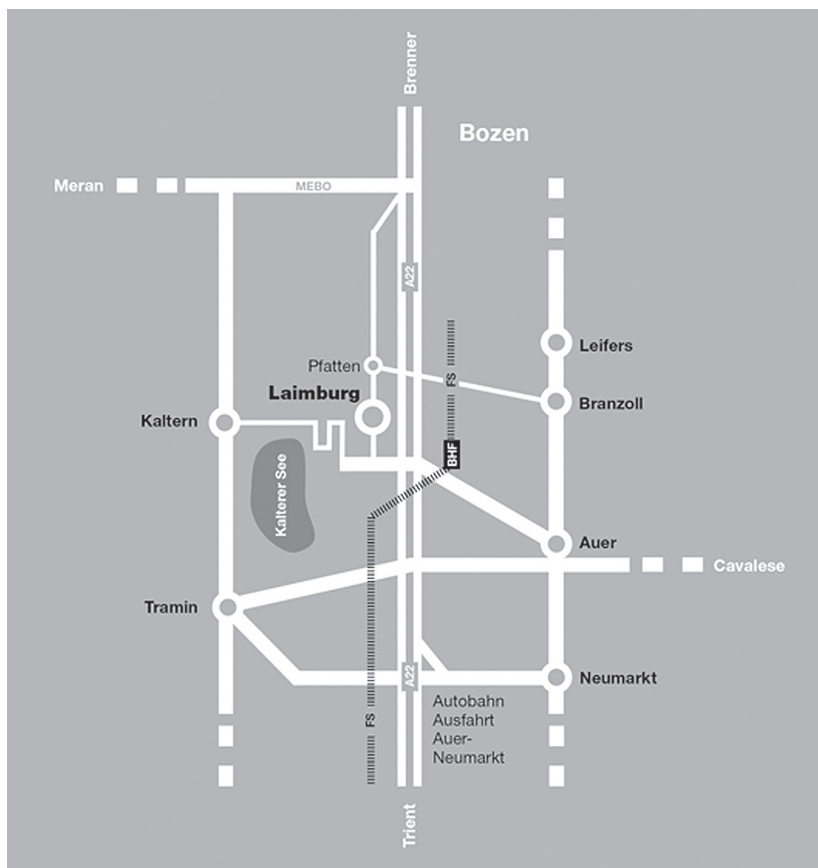 Brenner
Bozen
Meran
MEBO
A22
Leifers
Pfatten
FS
Laimburg
Branzoll
Kaltern
BHF
Kalterer See
Auer
Cavalese
Tramin
A22
Neumarkt
Autobahn
Ausfahrt
Auer-
Neumarkt
FS
Trient